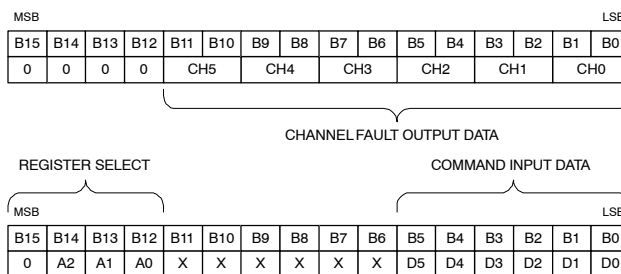 MSB LSB
B15 B14 B13 B12 B11 B10 B9 B8 B7 B6 B5 B4 B3 B2 B1 B0
0 0 0 0 CH5 CH4 CH3 CH2 CH1 CH0
CHANNEL FAULT OUTPUT DATA
REGISTER SELECT COMMAND INPUT DATA
MSB LSB
B15 B14 B13 B12 B11 B10 B9 B8 B7 B6 B5 B4 B3 B2 B1 B0
0 A2 A1 A0 X X X X X X D5 D4 D3 D2 D1 D0